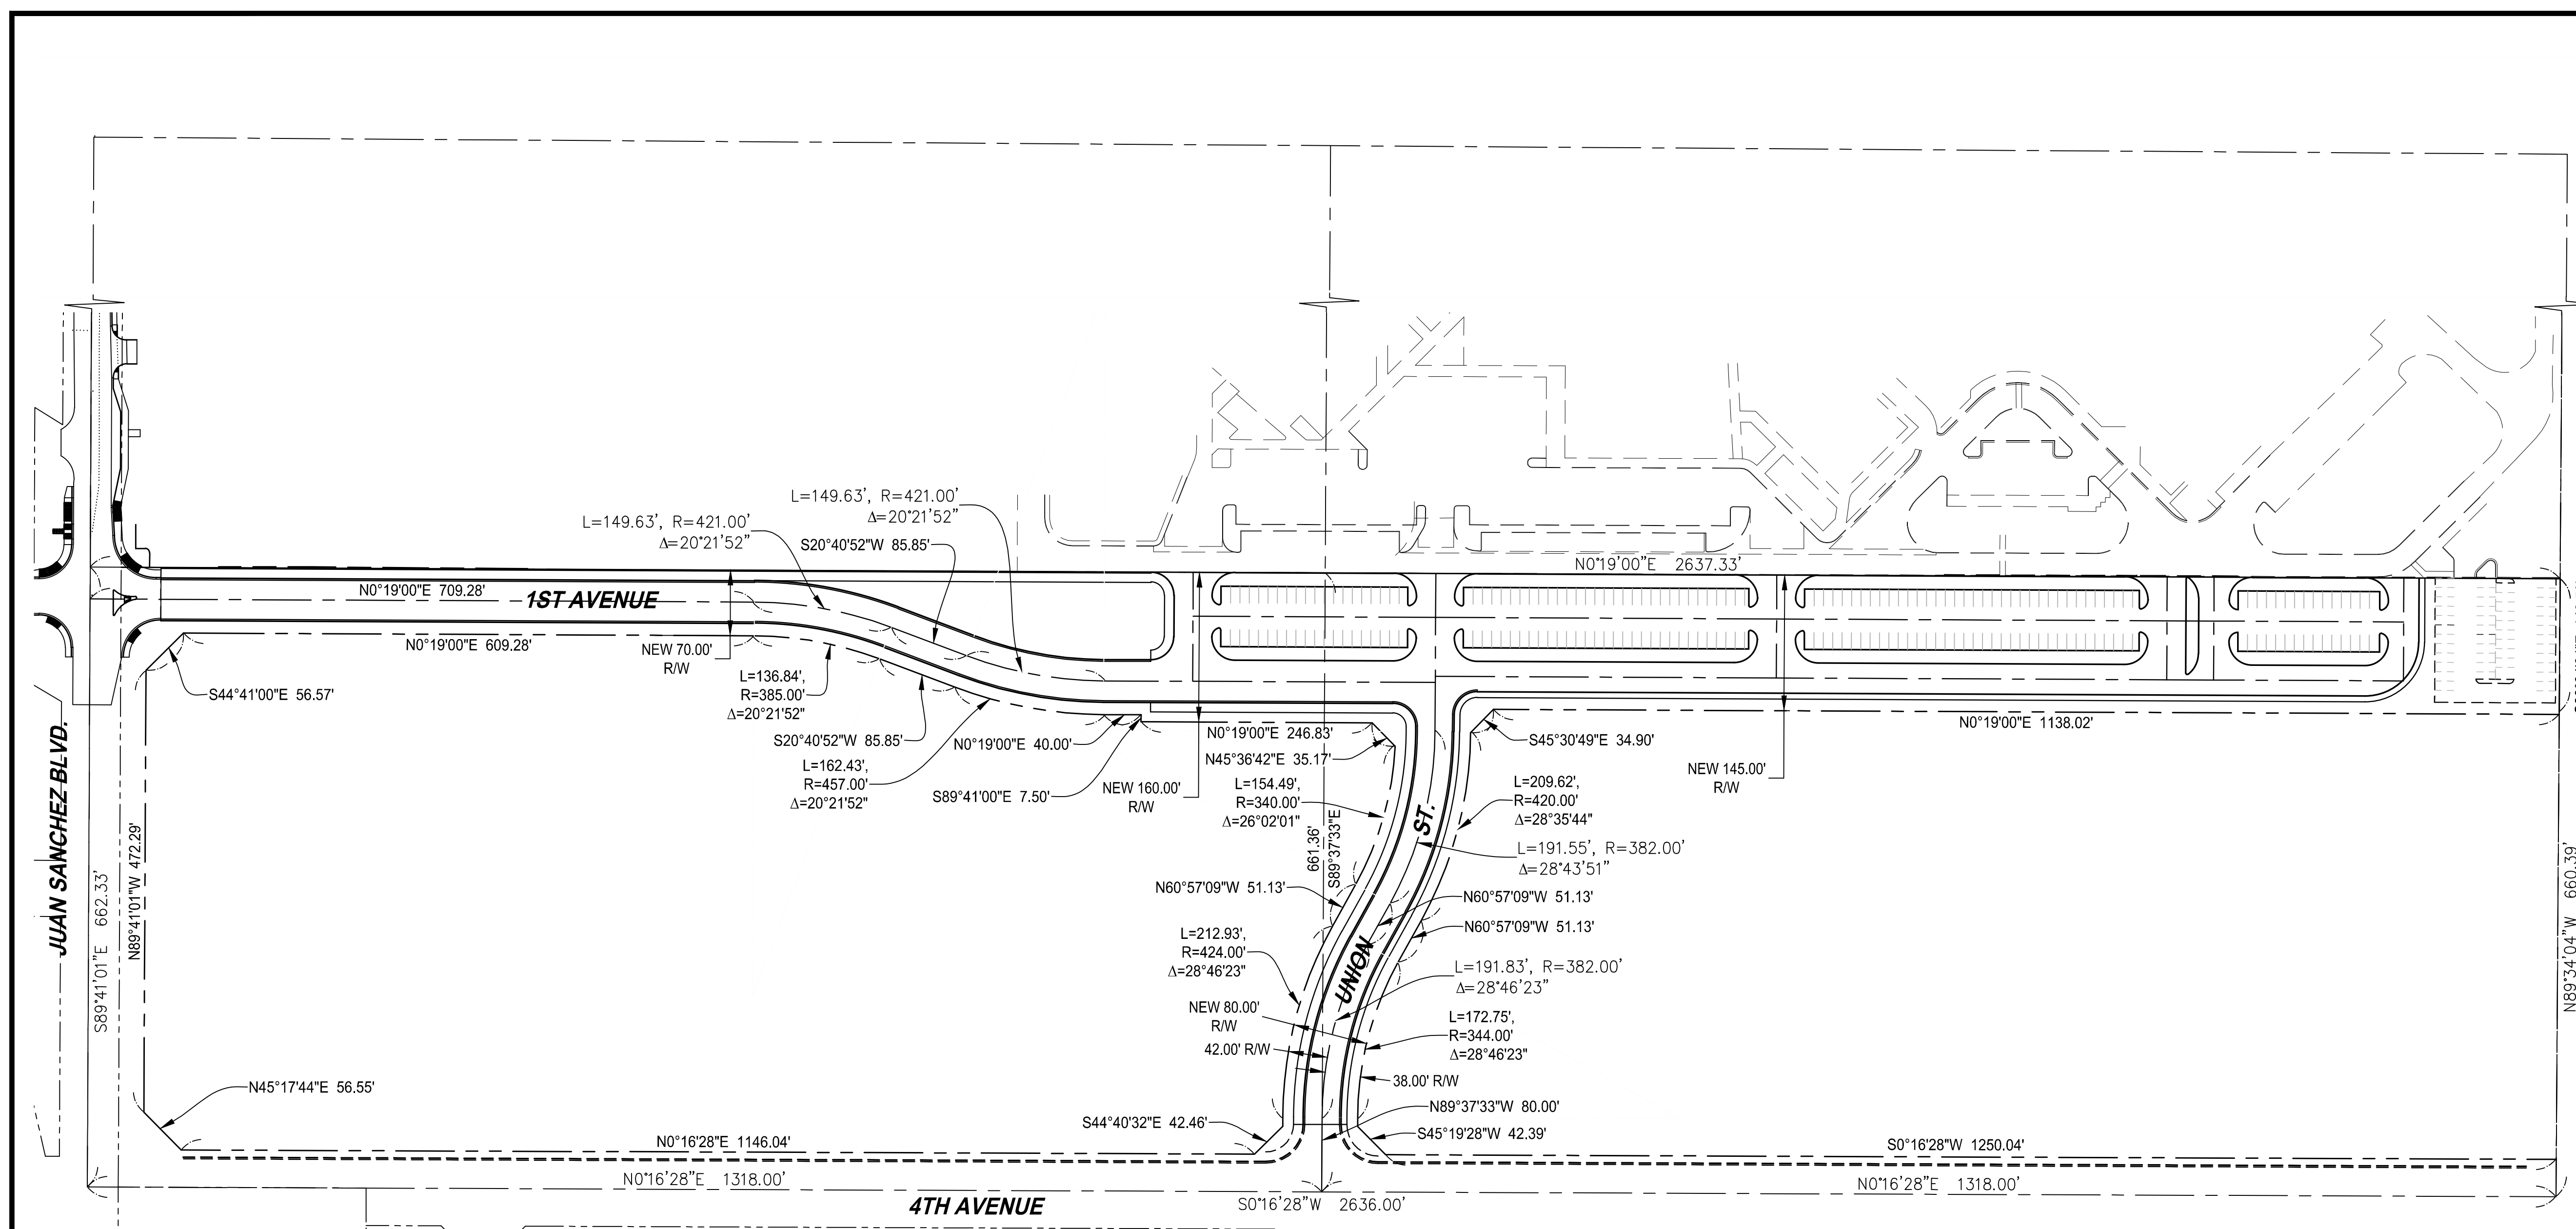 L=149.63', R=421.00'
Δ=20°21'52"
L=149.63', R=421.00'
Δ=20°21'52"
S20°40'52"W 85.85'
N0°19'00"E 2637.33'
N0°19'00"E 709.28'
1ST AVENUE
N0°19'00"E 609.28'
NEW 70.00'
R/W
S44°41'00"E 56.57'
L=136.84',
R=385.00'
Δ=20°21'52"
S20°40'52"W 85.85'
L=162.43',
R=457.00'
Δ=20°21'52"
N0°19'00"E 40.00'
S89°41'00"E 7.50'
N0°19'00"E 246.83'
N45°36'42"E 35.17'
NEW 160.00'
R/W
L=154.49',
R=340.00'
Δ=26°02'01"
S45°30'49"E 34.90'
N0°19'00"E 1138.02'
NEW 145.00'
R/W
L=209.62',
R=420.00'
Δ=28°35'44"
L=191.55', R=382.00'
Δ=28°43'51"
661.36'
S89°37'33"E
UNION ST.
N60°57'09"W 51.13'
N60°57'09"W 51.13'
N60°57'09"W 51.13'
L=212.93',
R=424.00'
Δ=28°46'23"
L=191.83', R=382.00'
Δ=28°46'23"
NEW 80.00'
R/W
42.00' R/W
L=172.75',
R=344.00'
Δ=28°46'23"
38.00' R/W
N89°37'33"W 80.00'
S44°40'32"E 42.46'
S45°19'28"W 42.39'
JUAN SANCHEZ BLVD.
S89°41'01"E 662.33'
N89°41'01"W 472.29'
N89°34'04"W 660.39'
N45°17'44"E 56.55'
N0°16'28"E 1146.04'
S0°16'28"W 1250.04'
N0°16'28"E 1318.00'
4TH AVENUE
S0°16'28"W 2636.00'
N0°16'28"E 1318.00'